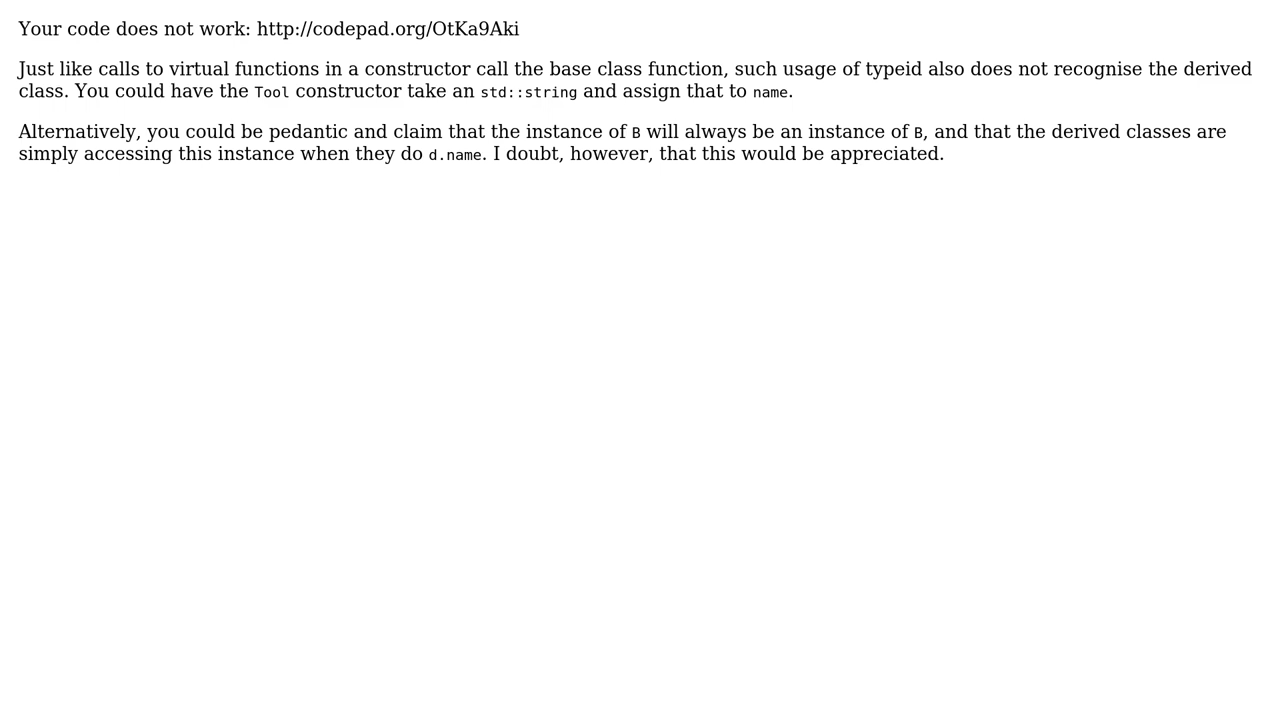 Your code does not work: http://codepad.org/OtKa9Aki
Just like calls to virtual functions in a constructor call the base class function, such usage of typeid also does not recognise the derived
class. You could have the Tool constructor take an std::string and assign that to name.
Alternatively, you could be pedantic and claim that the instance of B will always be an instance of B, and that the derived classes are
simply accessing this instance when they do d.name. I doubt, however, that this would be appreciated.